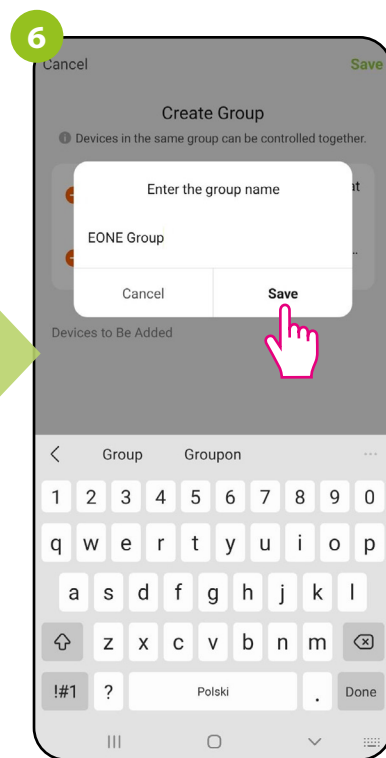 6
Cancel Save
Create Group
Devices in the same group can be controlled together.
at
Enter the group name
EONE Group
..
Cancel Save
Devices to Be Added
Group Groupon ...
1 2 3 4 5 6 7 8 9 0
q w e r t y u i o p
a s d f g h j k l
z x c v b n m
!#1 ? Polski . Done